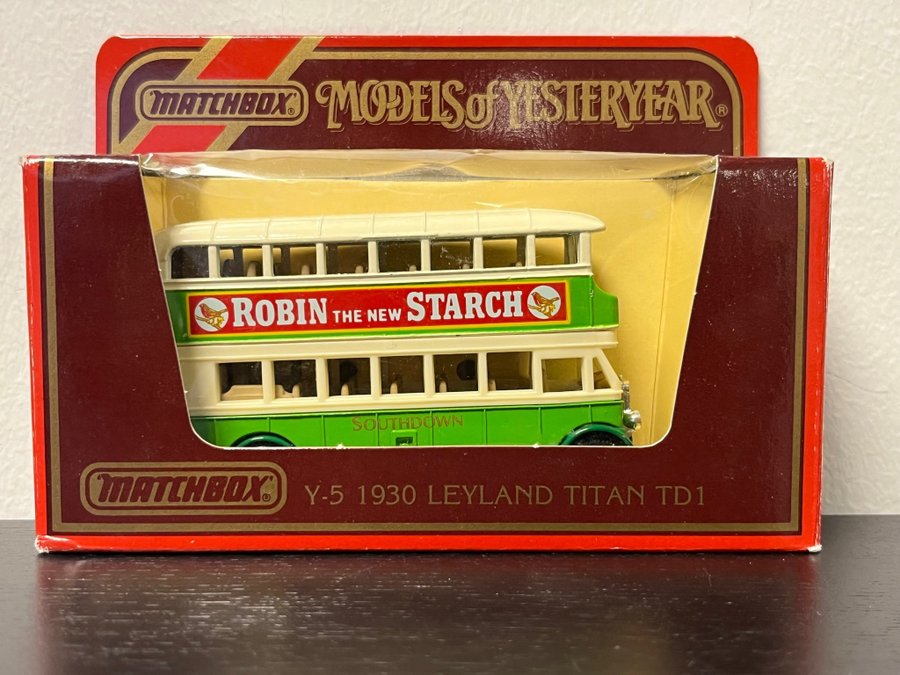 MATCHBOX® MODELS of YESTERYEAR®
ROBIN THE NEW STARCH
SOUTHDOWN
MATCHBOX® Y-5 1930 LEYLAND TITAN TD1